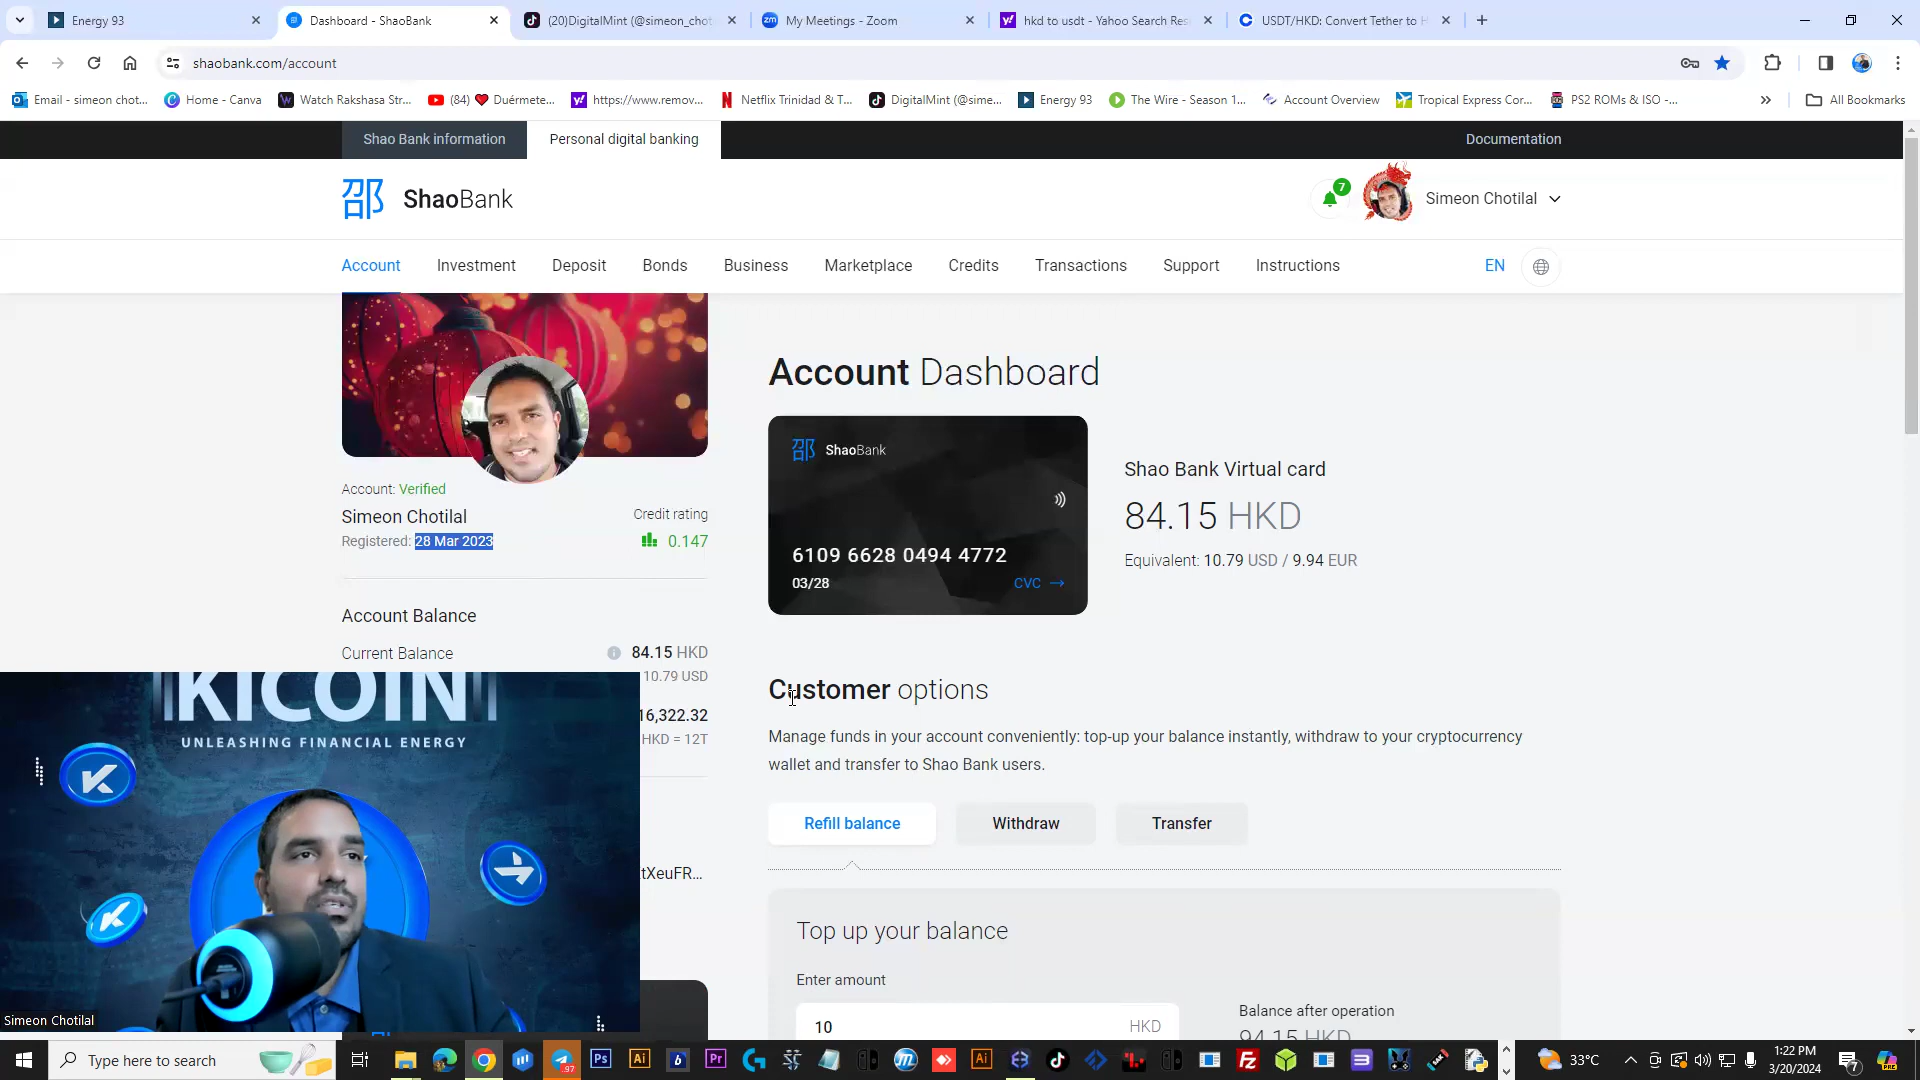 Energy 93
Dashboard - ShaoBank
(20)DigitalMint (@simeon_chot
My Meetings - Zoom
hkd to usdt - Yahoo Search Res
USDT/HKD: Convert Tether to H
shaobank.com/account
Email - simeon chot...
Home - Canva
Watch Rakshasa Str...
(84) ❤ Duérmete...
https://www.remov...
Netflix Trinidad & T...
DigitalMint (@sime...
Energy 93
The Wire - Season 1...
Account Overview
Tropical Express Cor...
PS2 ROMs & ISO -...
All Bookmarks
Shao Bank information
Personal digital banking
Documentation
邵 ShaoBank
7
Simeon Chotilal
Account
Investment
Deposit
Bonds
Business
Marketplace
Credits
Transactions
Support
Instructions
EN
Account: Verified
Simeon Chotilal
Credit rating
Registered: 28 Mar 2023
0.147
Account Balance
Current Balance
84.15 HKD
10.79 USD
16,322.32
HKD = 12T
tXeuFR...
Account Dashboard
邵 ShaoBank
6109 6628 0494 4772
03/28
CVC →
Shao Bank Virtual card
84.15 HKD
Equivalent: 10.79 USD / 9.94 EUR
Customer options
Manage funds in your account conveniently: top-up your balance instantly, withdraw to your cryptocurrency
wallet and transfer to Shao Bank users.
Refill balance
Withdraw
Transfer
Top up your balance
Enter amount
10
HKD
Balance after operation
94.15 HKD
KICOIN
UNLEASHING FINANCIAL ENERGY
Simeon Chotilal
Type here to search
33°C
1:22 PM
3/20/2024
7